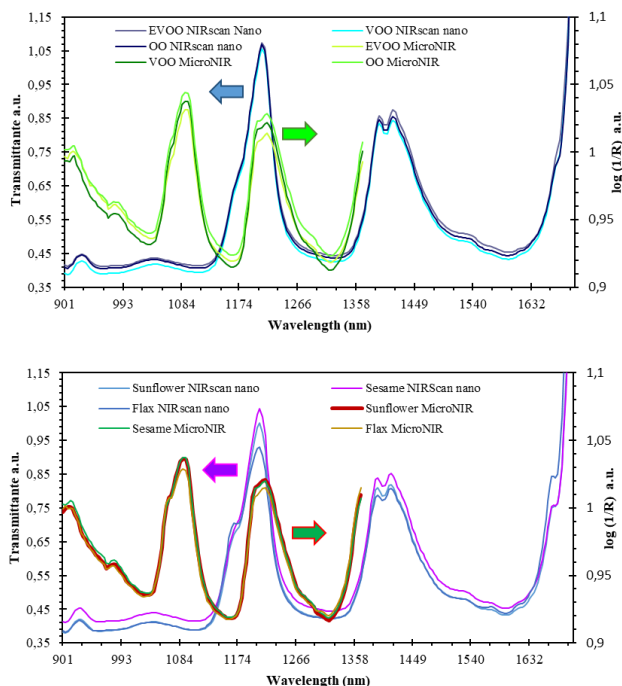 1,15
1,05
0,95
0,85
0,75
0,65
0,55
0,45
0,35
Transmittante a.u.
EVOO NIRscan Nano
VOO NIRscan nano
OO NIRscan nano
EVOO MicroNIR
VOO MicroNIR
OO MicroNIR
1,1
1,05
1
0,95
0,9
log (1/R) a.u.
901 993 1084 1174 1266 1358 1449 1540 1632
Wavelength (nm)
1,15
1,05
0,95
0,85
0,75
0,65
0,55
0,45
0,35
Transmittante a.u.
Sunflower NIRscan nano
Sesame NIRScan nano
Flax NIRscan nano
Sunflower MicroNIR
Sesame MicroNIR
Flax MicroNIR
1,1
1,05
1
0,95
0,9
log (1/R) a.u.
901 993 1084 1174 1266 1358 1449 1540 1632
Wavelength (nm)